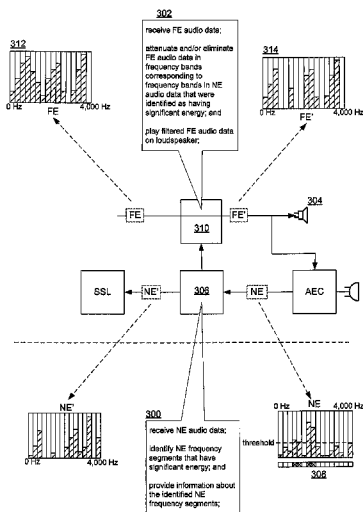 302
receive FE audio data;
attenuate and/or eliminate
FE audio data in
frequency bands
corresponding to
frequency bands in NE
audio data that were
identified as having
significant energy; and
play filtered FE audio data
on loudspeaker;
312
0 Hz
FE
4,000 Hz
314
0 Hz
FE'
4,000 Hz
FE
310
FE'
304
SSL
NE'
306
NE
AEC
NE'
0 Hz
4,000 Hz
300
receive NE audio data;
identify NE frequency
segments that have
significant energy; and
provide information about
the identified NE
frequency segments;
NE
0 Hz
4,000 Hz
threshold
308